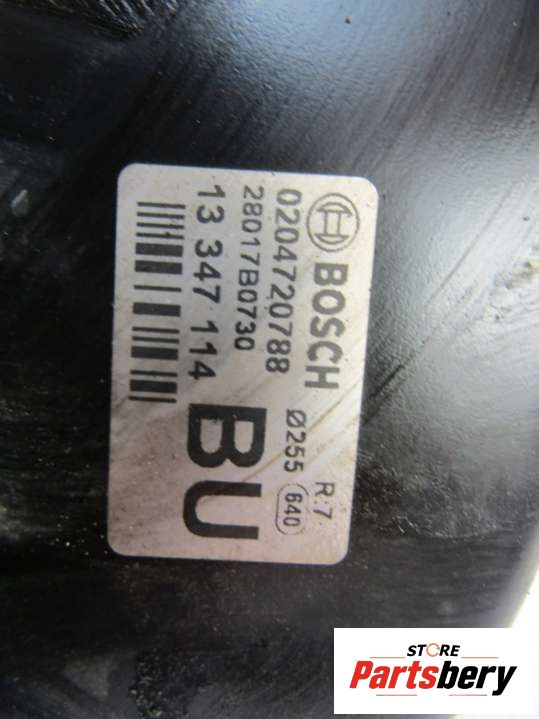 BOSCH
R:7
0204720788 Ø255 640
28017B0730
13 347 114 BU
STORE
Partsbery